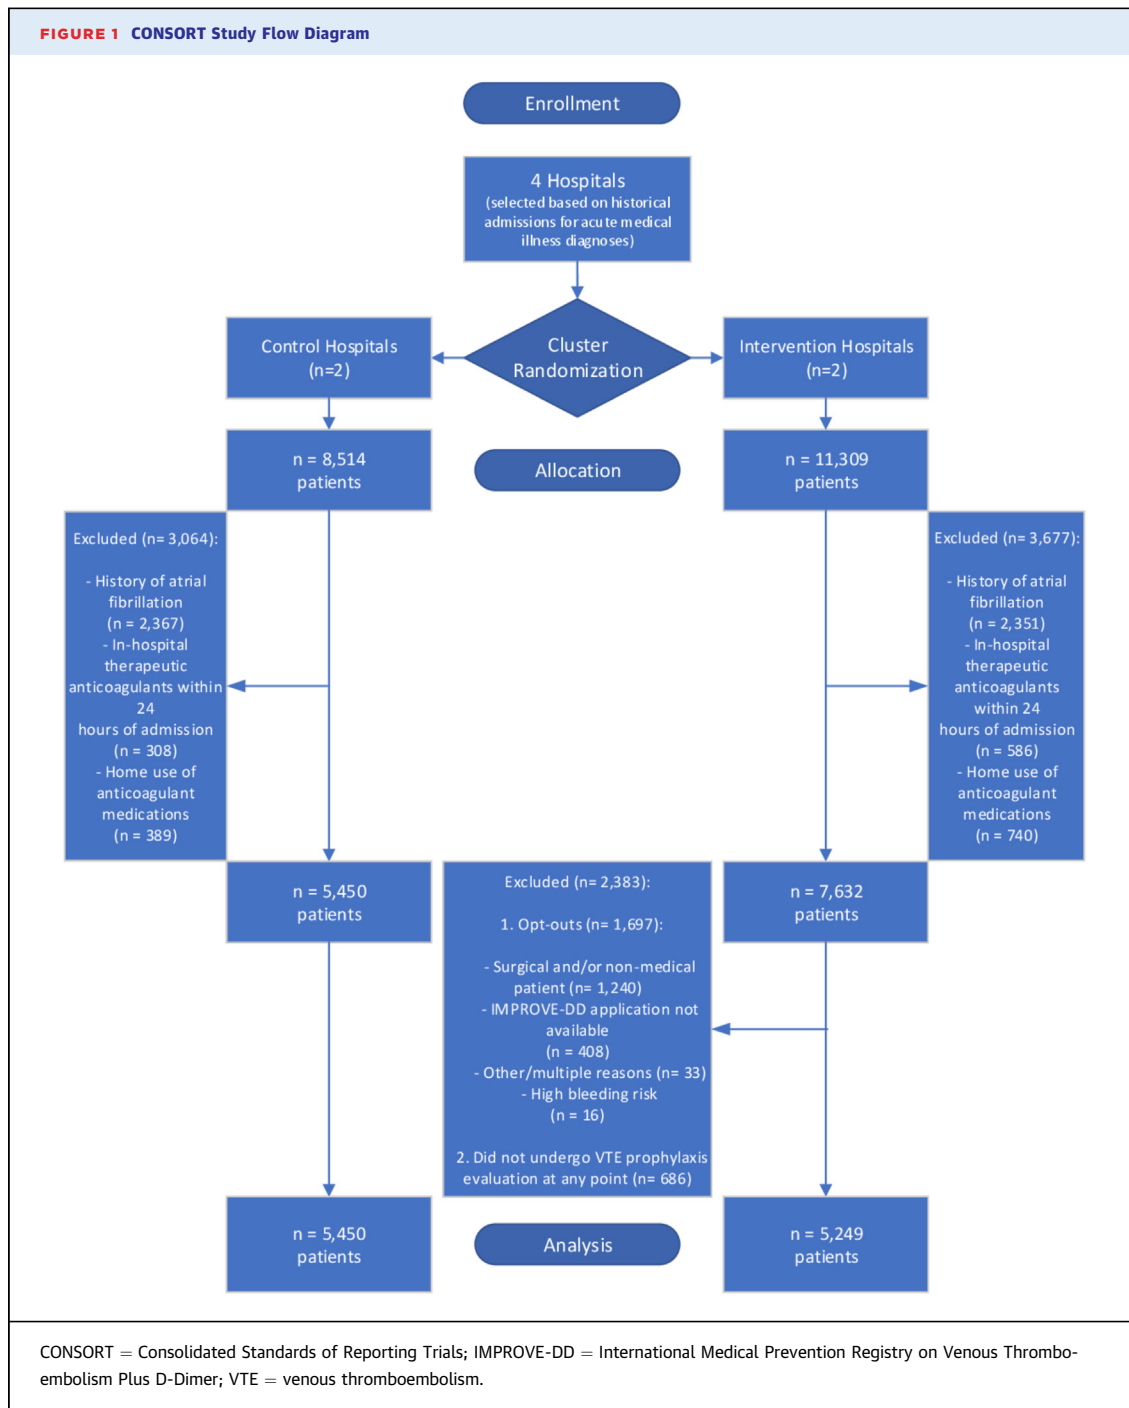 FIGURE 1 CONSORT Study Flow Diagram
Enrollment
4 Hospitals
(selected based on historical
admissions for acute medical
illness diagnoses)
Cluster
Randomization
Control Hospitals
(n=2)
Intervention Hospitals
(n=2)
n = 8,514
patients
Allocation
n = 11,309
patients
Excluded (n= 3,064):
- History of atrial
fibrillation
(n = 2,367)
- In-hospital
therapeutic
anticoagulants within
24
hours of admission
(n = 308)
- Home use of
anticoagulant
medications
(n = 389)
Excluded (n= 3,677):
- History of atrial
fibrillation
(n = 2,351)
- In-hospital
therapeutic
anticoagulants
within 24
hours of admission
(n = 586)
- Home use of
anticoagulant
medications
(n = 740)
n = 5,450
patients
n = 7,632
patients
Excluded (n= 2,383):
1. Opt-outs (n= 1,697):
- Surgical and/or non-medical
patient (n= 1,240)
- IMPROVE-DD application not
available
(n = 408)
- Other/multiple reasons (n= 33)
- High bleeding risk
(n = 16)
2. Did not undergo VTE prophylaxis
evaluation at any point (n= 686)
n = 5,450
patients
Analysis
n = 5,249
patients
CONSORT = Consolidated Standards of Reporting Trials; IMPROVE-DD = International Medical Prevention Registry on Venous Thrombo-
embolism Plus D-Dimer; VTE = venous thromboembolism.